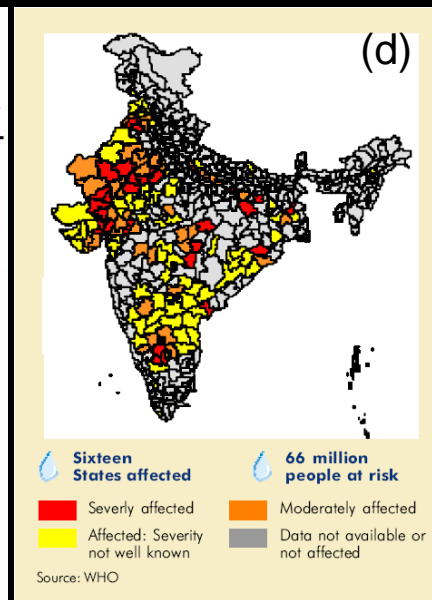 (d)
Sixteen
States affected
66 million
people at risk
Severly affected
Moderately affected
Affected: Severity
not well known
Data not available or
not affected
Source: WHO